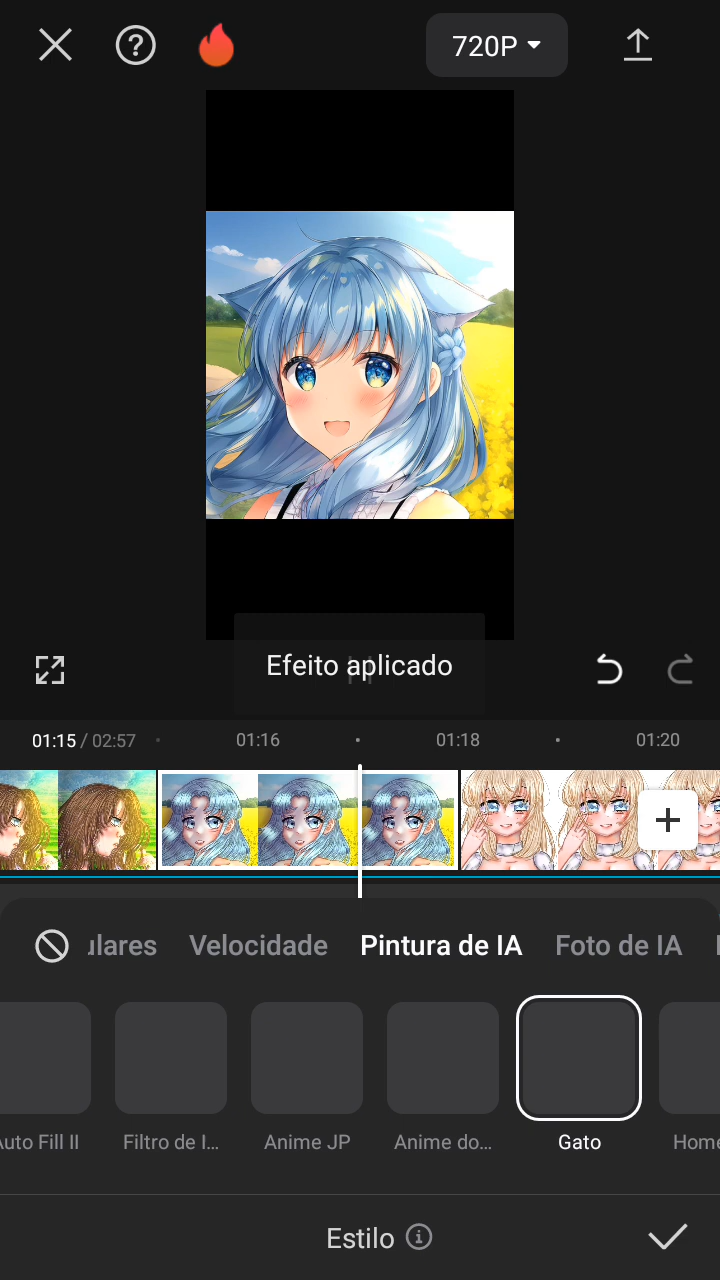 720P
Efeito aplicado
01:15 / 02:57
01:16
01:18
01:20
ulares
Velocidade
Pintura de IA
Foto de IA
Auto Fill II
Filtro de I...
Anime JP
Anime do...
Gato
Home
Estilo